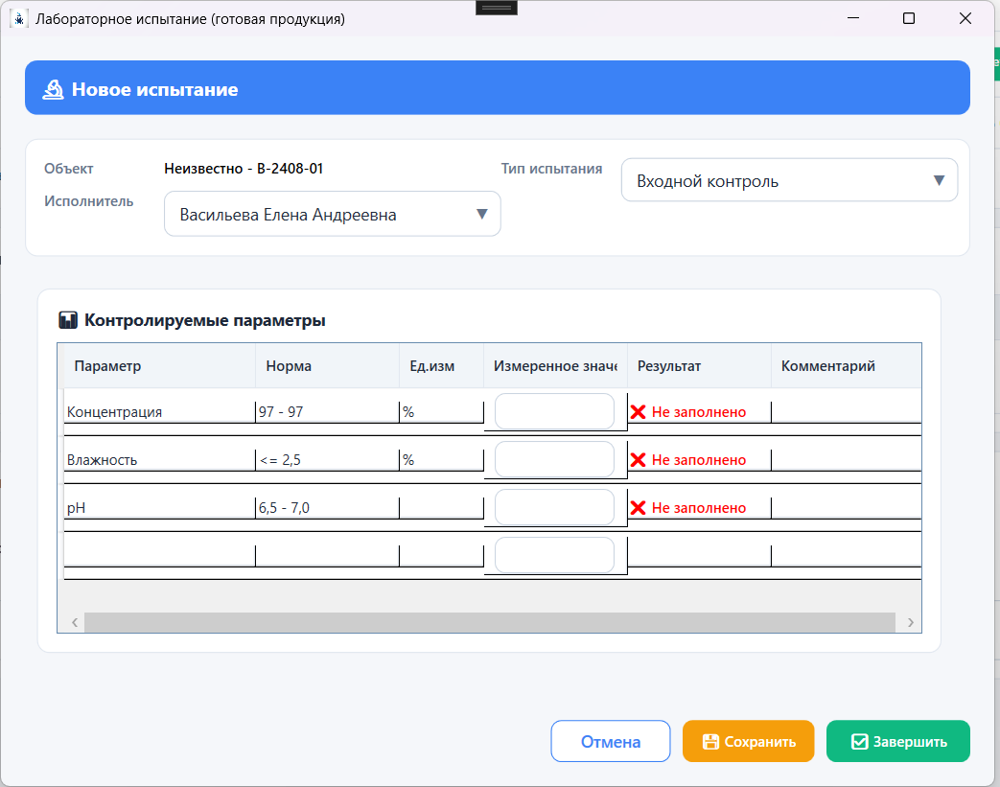 Лабораторное испытание (готовая продукция)
Новое испытание
Объект Неизвестно - В-2408-01 Тип испытания Входной контроль
Исполнитель Васильева Елена Андреевна
Контролируемые параметры
Параметр Норма Ед.изм Измеренное значе Результат Комментарий
Концентрация 97 - 97 % Не заполнено
Влажность <= 2,5 % Не заполнено
pH 6,5 - 7,0 Не заполнено
Отмена Сохранить Завершить